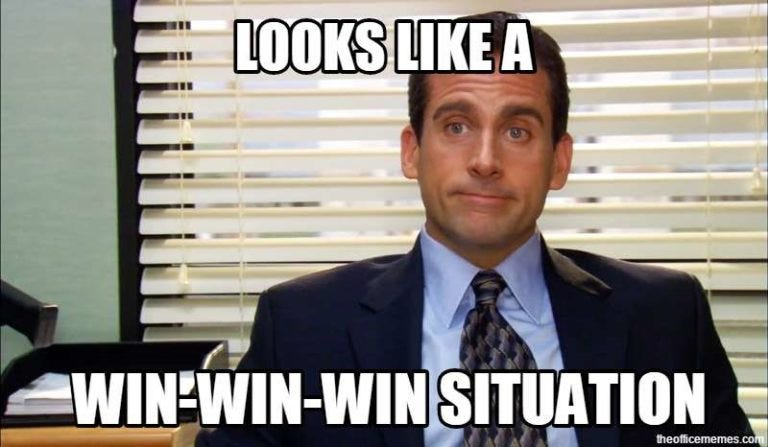 LOOKS LIKE A
WIN-WIN-WIN SITUATION
theofficememes.com